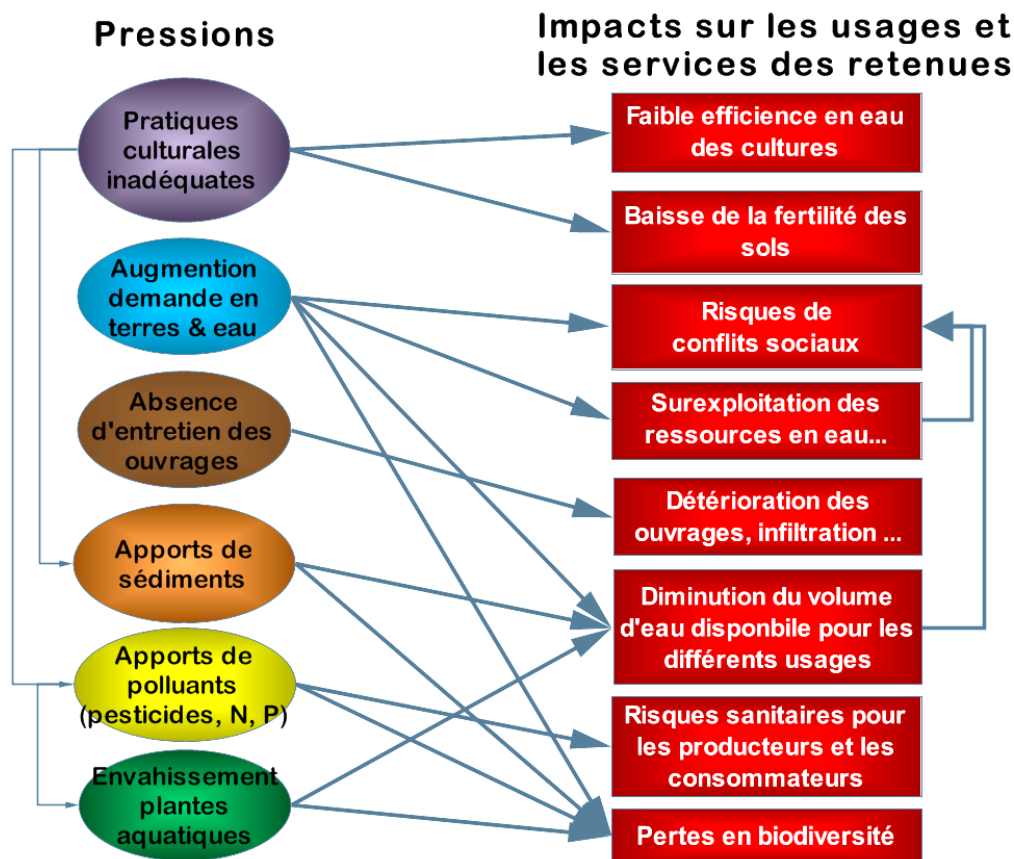 Pressions
Impacts sur les usages et
les services des retenues
Pratiques
culturales
inadéquates
Augmention
demande en
terres & eau
Absence
d'entretien des
ouvrages
Apports de
sédiments
Apports de
polluants
(pesticides, N, P)
Envahissement
plantes
aquatiques
Faible efficience en eau
des cultures
Baisse de la fertilité des
sols
Risques de
conflits sociaux
Surexploitation des
ressources en eau...
Détérioration des
ouvrages, infiltration ...
Diminution du volume
d'eau disponbile pour les
différents usages
Risques sanitaires pour
les producteurs et les
consommateurs
Pertes en biodiversité